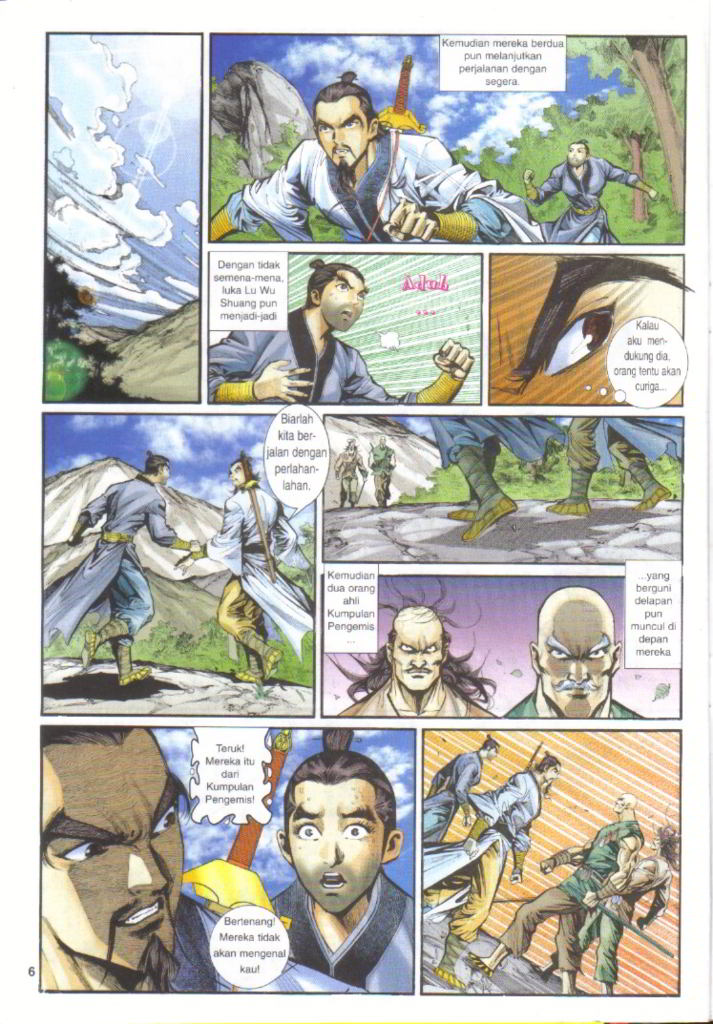 Kemudian mereka berdua
pun melanjutkan
perjalanan dengan
segera.
Dengan tidak
semena-mena,
luka Lu Wu
Shuang pun
menjadi-jadi
Aduh
...
Kalau
aku men-
dukung dia,
orang tentu akan
curiga...
Biarlah
kita ber-
jalan dengan
perlahan-
lahan.
Kemudian
dua orang
ahli
Kumpulan
Pengemis
...
...yang
berguni
delapan
pun
muncul di
depan
mereka
Teruk!
Mereka itu
dari
Kumpulan
Pengemis!
Bertenang!
Mereka tidak
akan mengenal
kau!
6